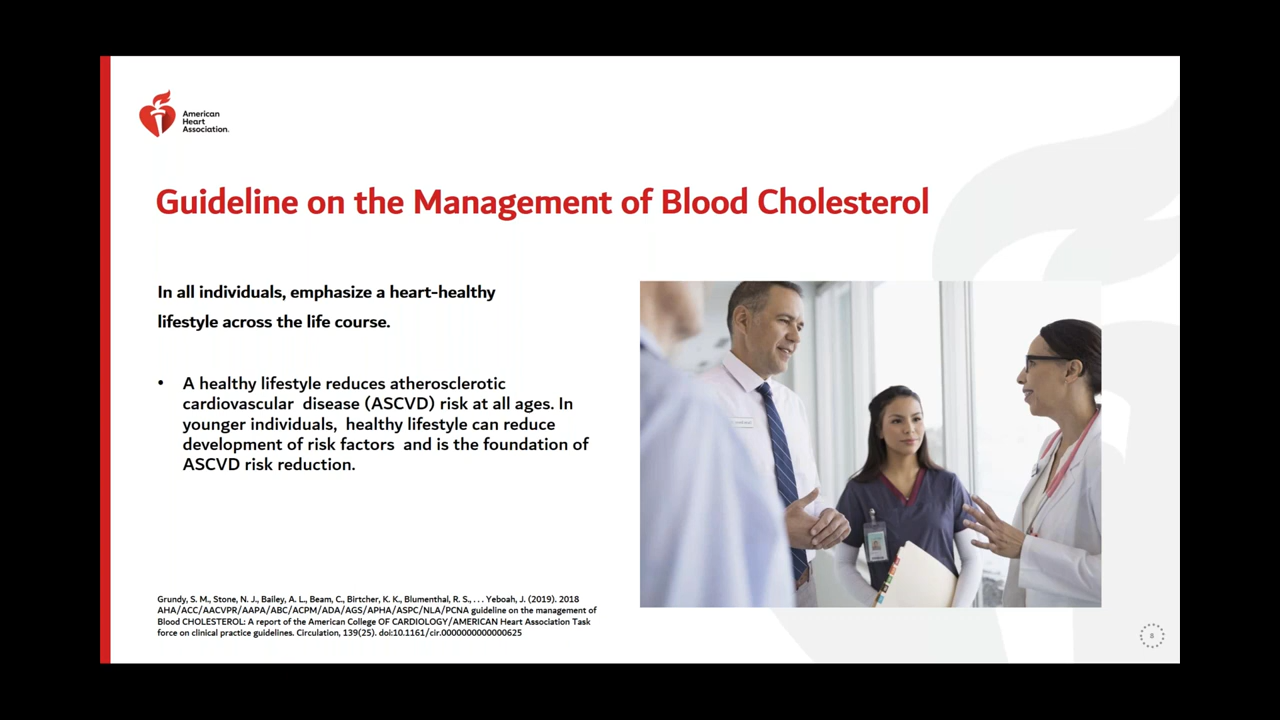 American
Heart
Association.
Guideline on the Management of Blood Cholesterol
In all individuals, emphasize a heart-healthy
lifestyle across the life course.
• A healthy lifestyle reduces atherosclerotic
cardiovascular disease (ASCVD) risk at all ages. In
younger individuals, healthy lifestyle can reduce
development of risk factors and is the foundation of
ASCVD risk reduction.
Grundy, S. M., Stone, N. J., Bailey, A. L., Beam, C., Birtcher, K. K., Blumenthal, R. S., . . . Yeboah, J. (2019). 2018
AHA/ACC/AACVPR/AAPA/ABC/ACPM/ADA/AGS/APHA/ASPC/NLA/PCNA guideline on the management of
Blood CHOLESTEROL: A report of the American College OF CARDIOLOGY/AMERICAN Heart Association Task
force on clinical practice guidelines. Circulation, 139(25). doi:10.1161/cir.0000000000000625
8